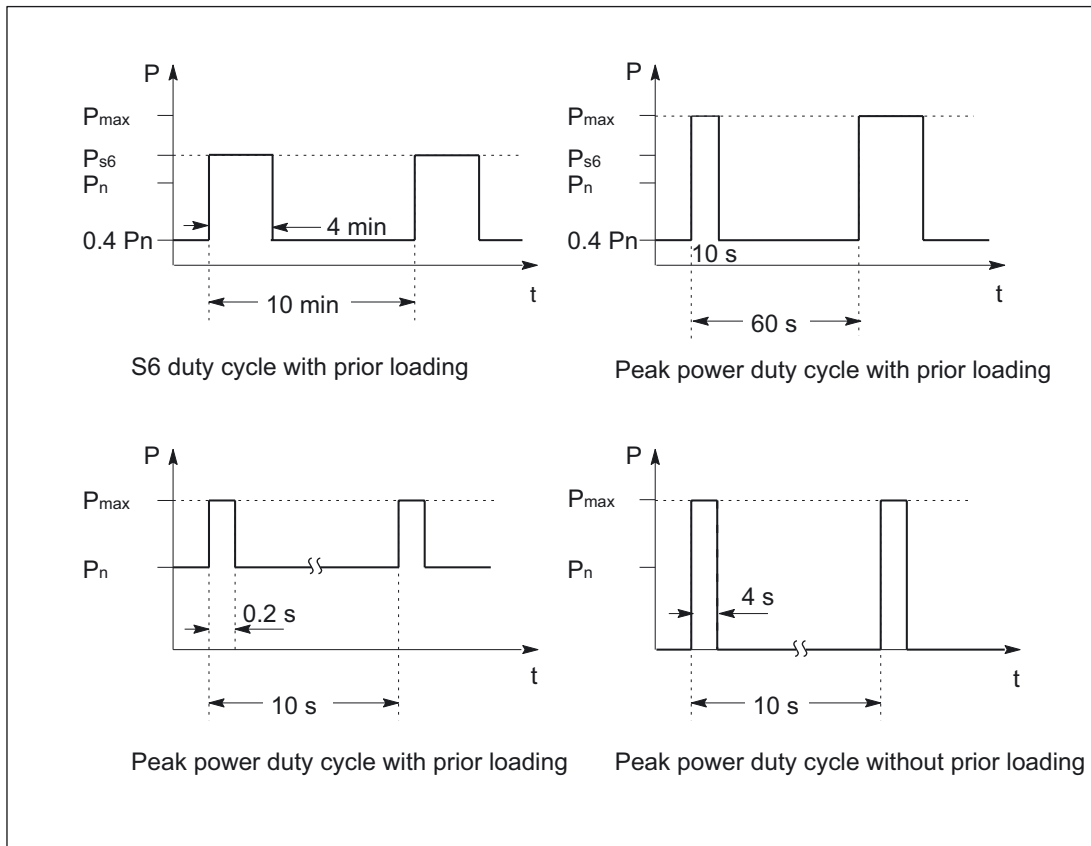 P
Pmax
Ps6
Pn
0.4 Pn
4 min
t
10 min
S6 duty cycle with prior loading
P
Pmax
Ps6
Pn
0.4 Pn
10 s
t
60 s
Peak power duty cycle with prior loading
P
Pmax
Pn
0.2 s
t
10 s
Peak power duty cycle with prior loading
P
Pmax
Pn
4 s
t
10 s
Peak power duty cycle without prior loading